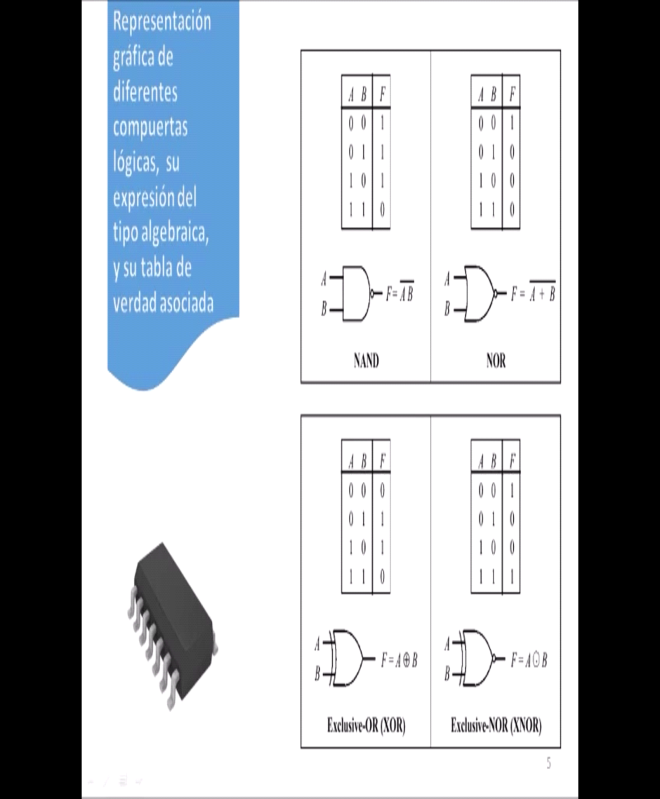 Representación
gráfica de
diferentes
compuertas
lógicas, su
expresión del
tipo algebraica,
y su tabla de
verdad asociada
A B F
0 0 1
0 1 1
1 0 1
1 1 0
A
B
F = \overline{A B}
NAND
A B F
0 0 1
0 1 0
1 0 0
1 1 0
A
B
F = \overline{A + B}
NOR
A B F
0 0 0
0 1 1
1 0 1
1 1 0
A
B
F = A ⊕ B
Exclusive-OR (XOR)
A B F
0 0 1
0 1 0
1 0 0
1 1 1
A
B
F = A ⊙ B
Exclusive-NOR (XNOR)
5